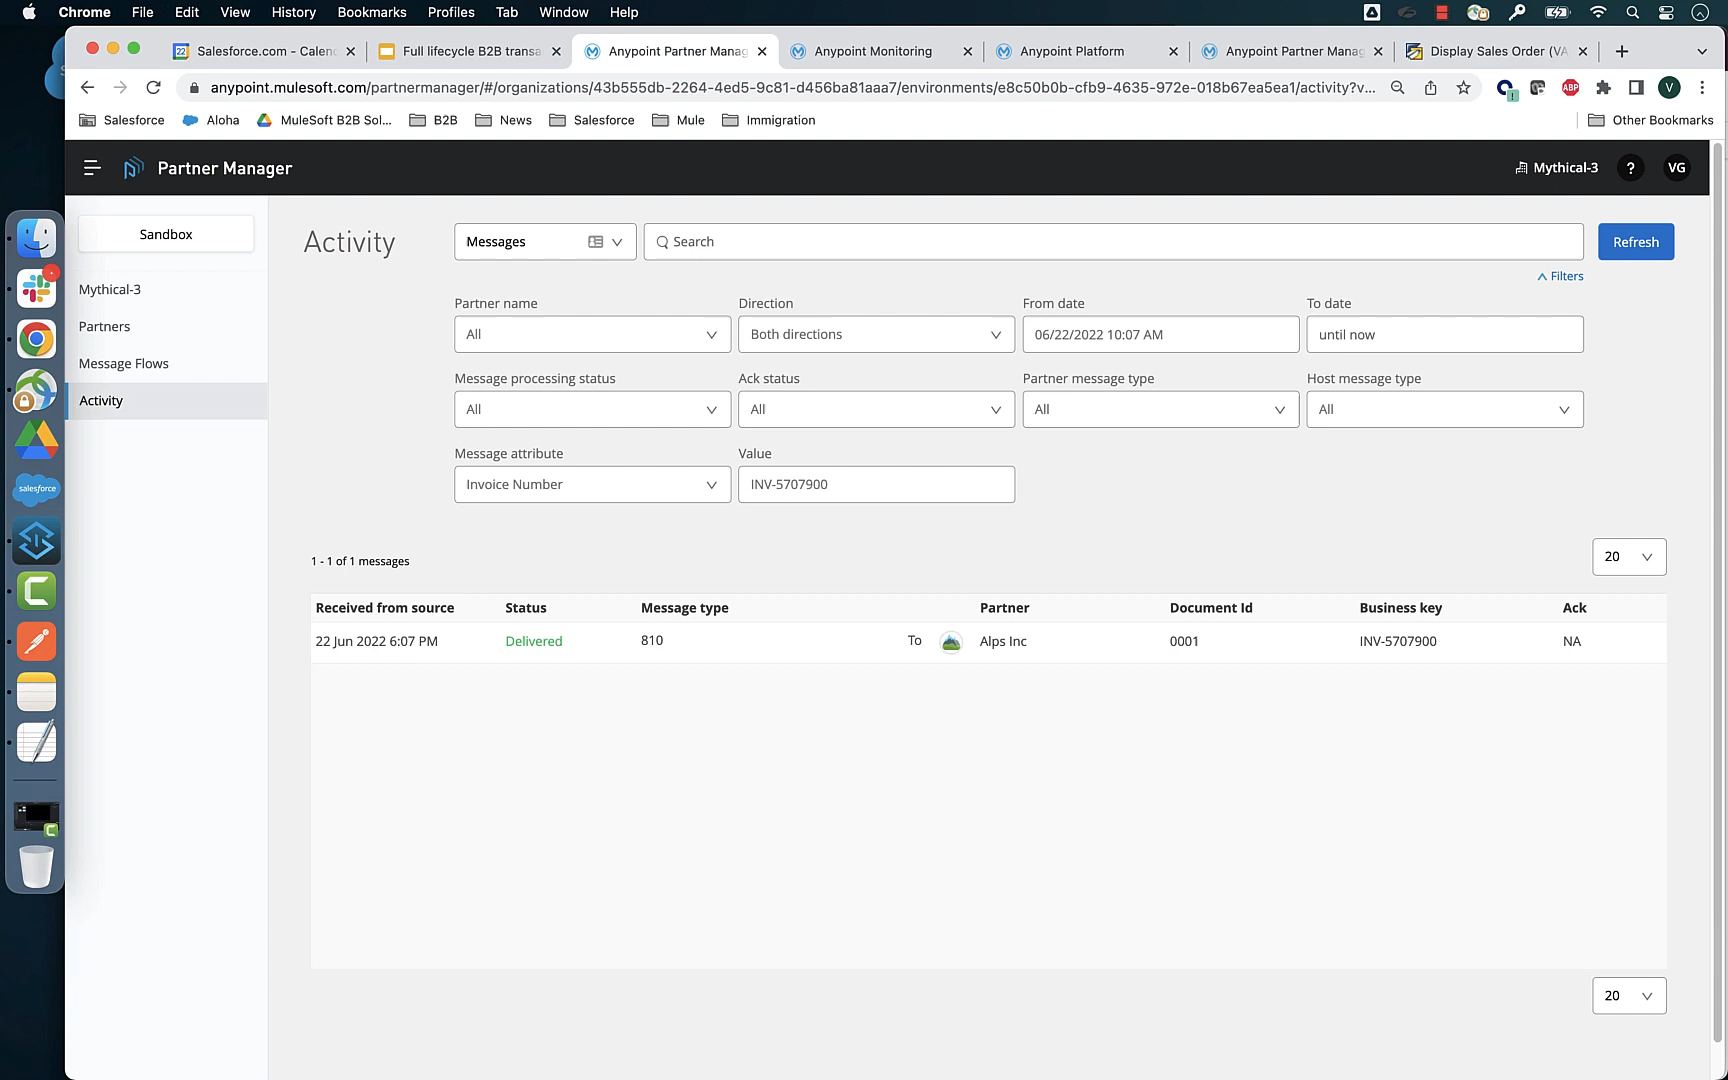 Chrome File Edit View History Bookmarks Profiles Tab Window Help
Salesforce.com - Calen
Full lifecycle B2B transa
Anypoint Partner Manag
Anypoint Monitoring
Anypoint Platform
Anypoint Partner Manag
Display Sales Order (VA
anypoint.mulesoft.com/partnermanager/#/organizations/43b555db-2264-4ed5-9c81-d456ba81aaa7/environments/e8c50b0b-cfb9-4635-972e-018b67ea5ea1/activity?v...
ABP
V
Salesforce Aloha MuleSoft B2B Sol... B2B News Salesforce Mule Immigration Other Bookmarks
Partner Manager
Mythical-3 ? VG
Sandbox
Mythical-3
Partners
Message Flows
Activity
salesforce
Activity
Messages
Search
Refresh
Filters
Partner name Direction From date To date
All Both directions 06/22/2022 10:07 AM until now
Message processing status Ack status Partner message type Host message type
All All All All
Message attribute Value
Invoice Number INV-5707900
1 - 1 of 1 messages
20
Received from source Status Message type Partner Document Id Business key Ack
22 Jun 2022 6:07 PM Delivered 810 To Alps Inc 0001 INV-5707900 NA
20